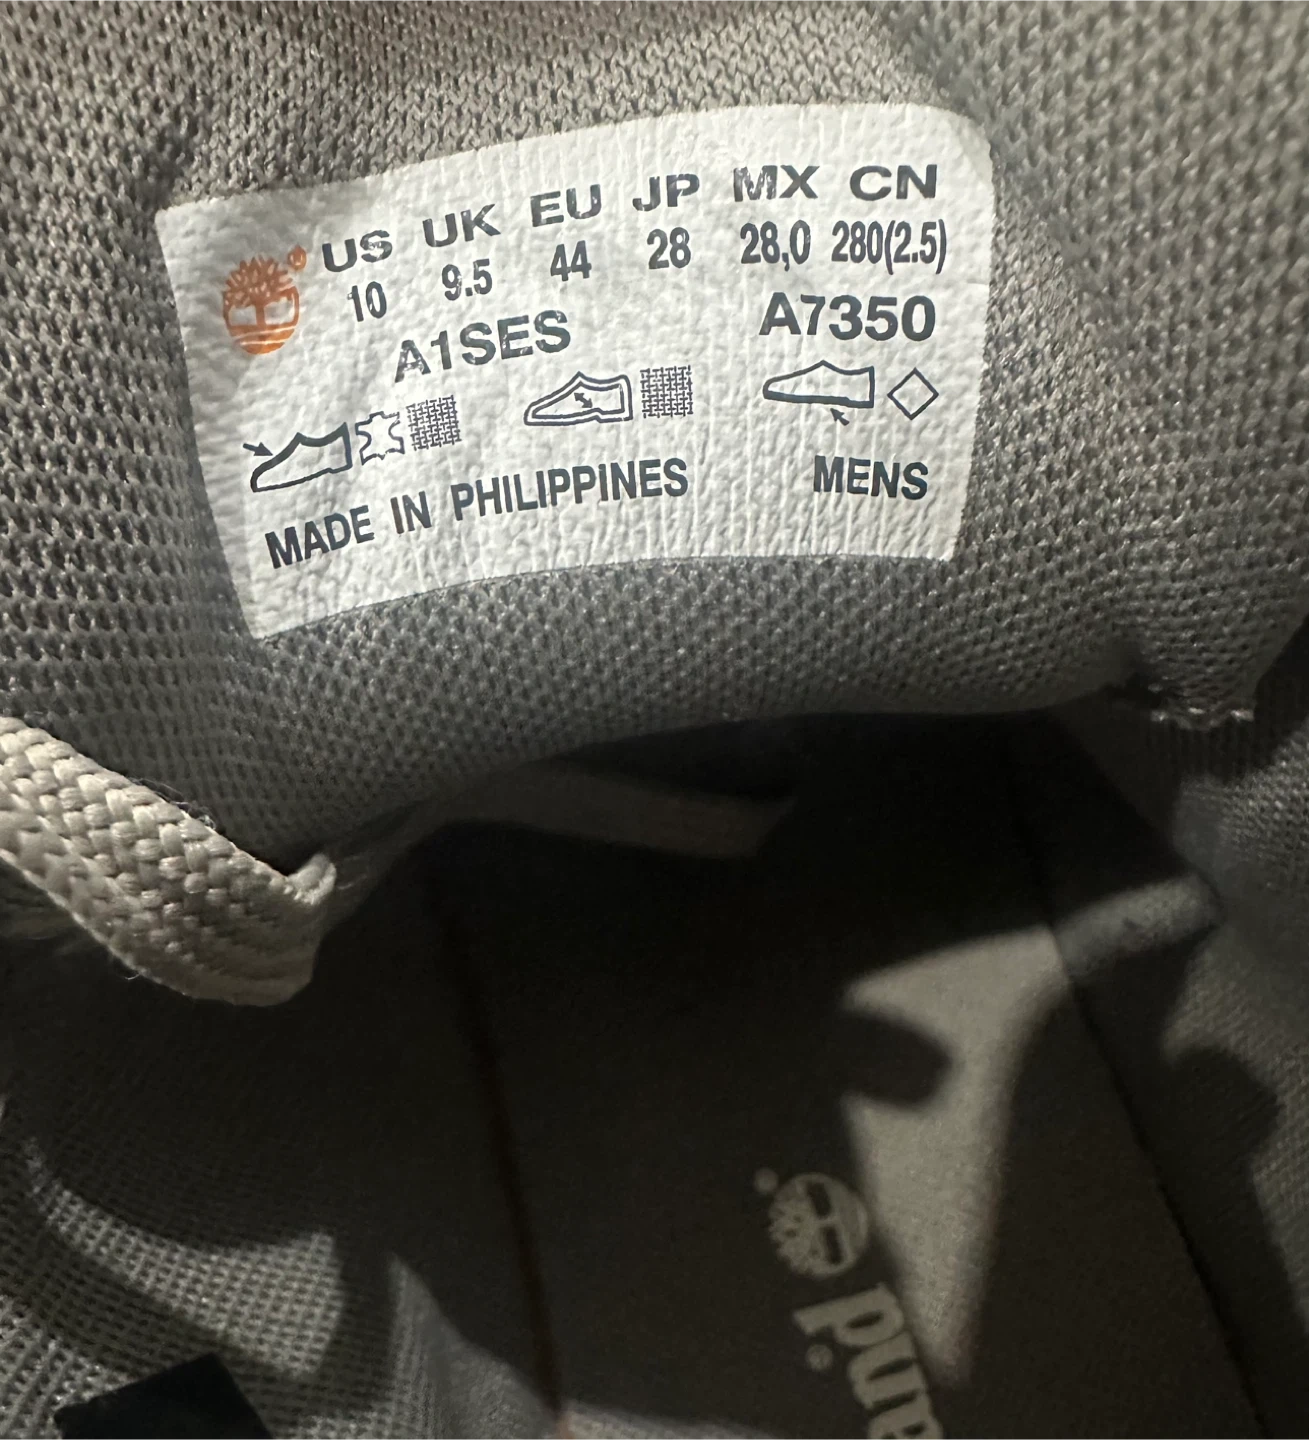 US UK EU JP MX CN
10 9.5 44 28 28,0 280(2.5)
A1SES A7350
MADE IN PHILIPPINES MENS